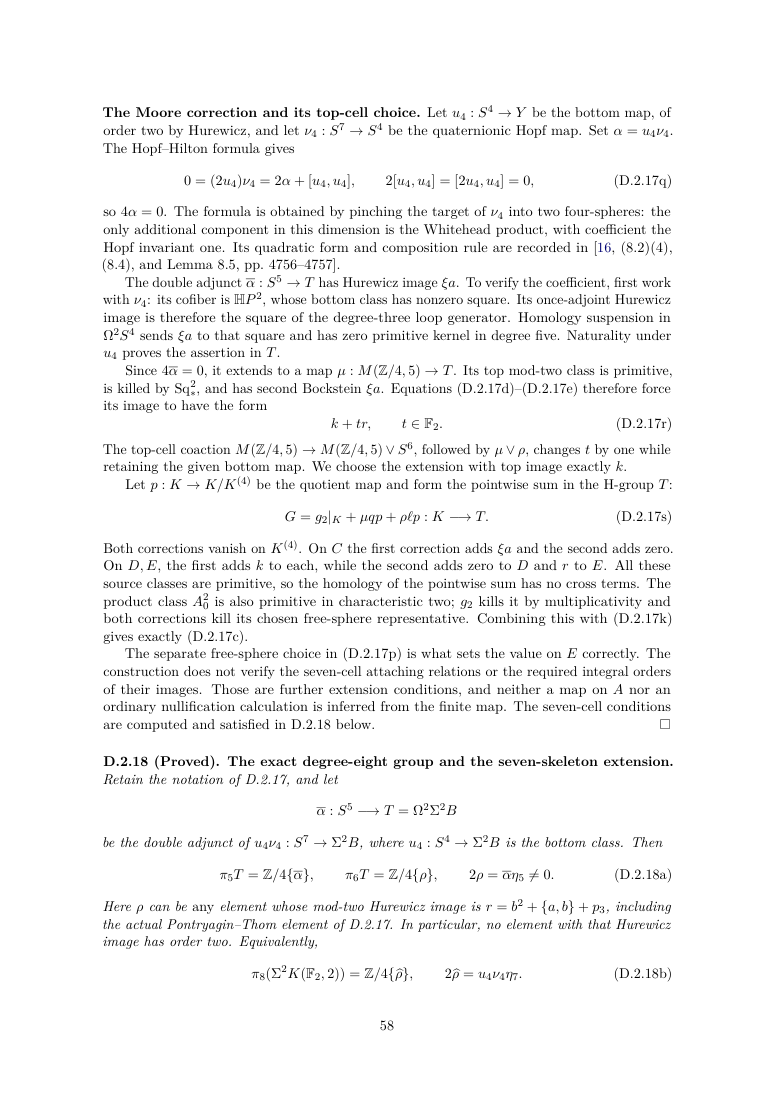 The Moore correction and its top-cell choice. Let u₄ : S⁴ → Y be the bottom map, of
order two by Hurewicz, and let ν₄ : S⁷ → S⁴ be the quaternionic Hopf map. Set α = u₄ν₄.
The Hopf–Hilton formula gives
0 = (2u₄)ν₄ = 2α + [u₄, u₄], 2[u₄, u₄] = [2u₄, u₄] = 0, (D.2.17q)
so 4α = 0. The formula is obtained by pinching the target of ν₄ into two four-spheres: the
only additional component in this dimension is the Whitehead product, with coefficient the
Hopf invariant one. Its quadratic form and composition rule are recorded in [16, (8.2)(4),
(8.4), and Lemma 8.5, pp. 4756–4757].
The double adjunct α̅ : S⁵ → T has Hurewicz image ξa. To verify the coefficient, first work
with ν₄: its cofiber is ℍP², whose bottom class has nonzero square. Its once-adjoint Hurewicz
image is therefore the square of the degree-three loop generator. Homology suspension in
Ω²S⁴ sends ξa to that square and has zero primitive kernel in degree five. Naturality under
u₄ proves the assertion in T.
Since 4α̅ = 0, it extends to a map μ : M(ℤ/4, 5) → T. Its top mod-two class is primitive,
is killed by Sq²∗, and has second Bockstein ξa. Equations (D.2.17d)–(D.2.17e) therefore force
its image to have the form
k + tr, t ∈ 𝔽₂. (D.2.17r)
The top-cell coaction M(ℤ/4, 5) → M(ℤ/4, 5) ∨ S⁶, followed by μ ∨ ρ, changes t by one while
retaining the given bottom map. We choose the extension with top image exactly k.
Let p : K → K/K⁽⁴⁾ be the quotient map and form the pointwise sum in the H-group T:
G = g₂|K + μqp + ρℓp : K ⟶ T. (D.2.17s)
Both corrections vanish on K⁽⁴⁾. On C the first correction adds ξa and the second adds zero.
On D, E, the first adds k to each, while the second adds zero to D and r to E. All these
source classes are primitive, so the homology of the pointwise sum has no cross terms. The
product class A₀² is also primitive in characteristic two; g₂ kills it by multiplicativity and
both corrections kill its chosen free-sphere representative. Combining this with (D.2.17k)
gives exactly (D.2.17c).
The separate free-sphere choice in (D.2.17p) is what sets the value on E correctly. The
construction does not verify the seven-cell attaching relations or the required integral orders
of their images. Those are further extension conditions, and neither a map on A nor an
ordinary nullification calculation is inferred from the finite map. The seven-cell conditions
are computed and satisfied in D.2.18 below. □
D.2.18 (Proved). The exact degree-eight group and the seven-skeleton extension.
Retain the notation of D.2.17, and let
α̅ : S⁵ ⟶ T = Ω²Σ²B
be the double adjunct of u₄ν₄ : S⁷ → Σ²B, where u₄ : S⁴ → Σ²B is the bottom class. Then
π₅T = ℤ/4{α̅}, π₆T = ℤ/4{ρ}, 2ρ = α̅η₅ ≠ 0. (D.2.18a)
Here ρ can be any element whose mod-two Hurewicz image is r = b² + {a, b} + p₃, including
the actual Pontryagin–Thom element of D.2.17. In particular, no element with that Hurewicz
image has order two. Equivalently,
π₈(Σ²K(𝔽₂, 2)) = ℤ/4{ρ̂}, 2ρ̂ = u₄ν₄η₇. (D.2.18b)
58